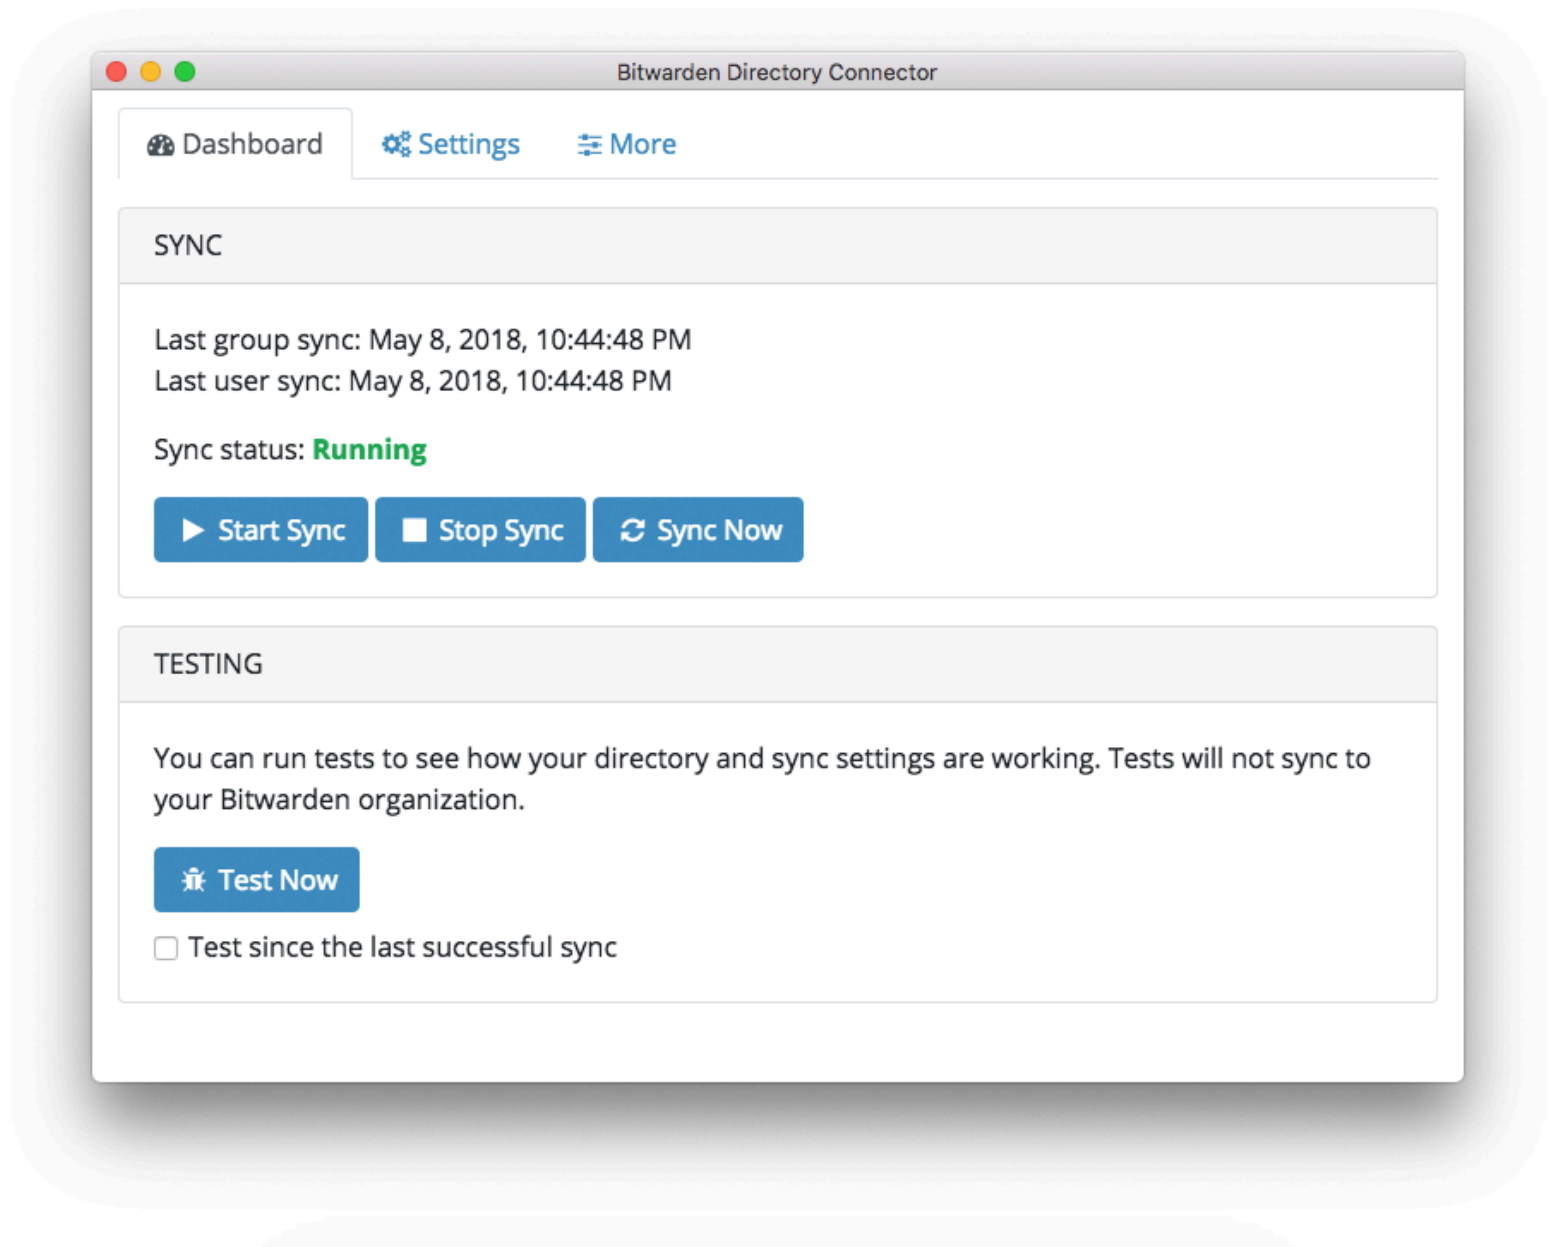 Bitwarden Directory Connector
Dashboard Settings More
SYNC
Last group sync: May 8, 2018, 10:44:48 PM
Last user sync: May 8, 2018, 10:44:48 PM
Sync status: Running
Start Sync Stop Sync Sync Now
TESTING
You can run tests to see how your directory and sync settings are working. Tests will not sync to
your Bitwarden organization.
Test Now
Test since the last successful sync